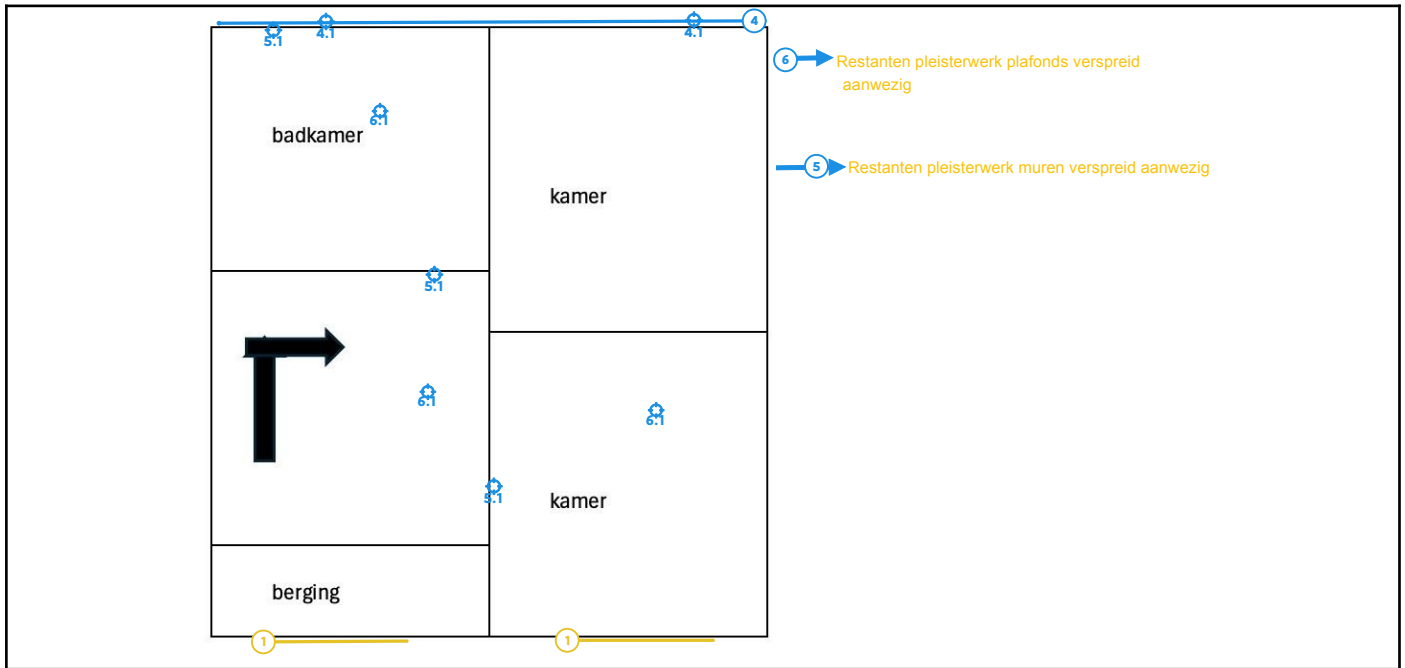 4
5.1
4.1
4.1
6
Restanten pleisterwerk plafonds verspreid
aanwezig
6.1
badkamer
5
Restanten pleisterwerk muren verspreid aanwezig
kamer
5.1
6.1
6.1
5.1
kamer
berging
1
1